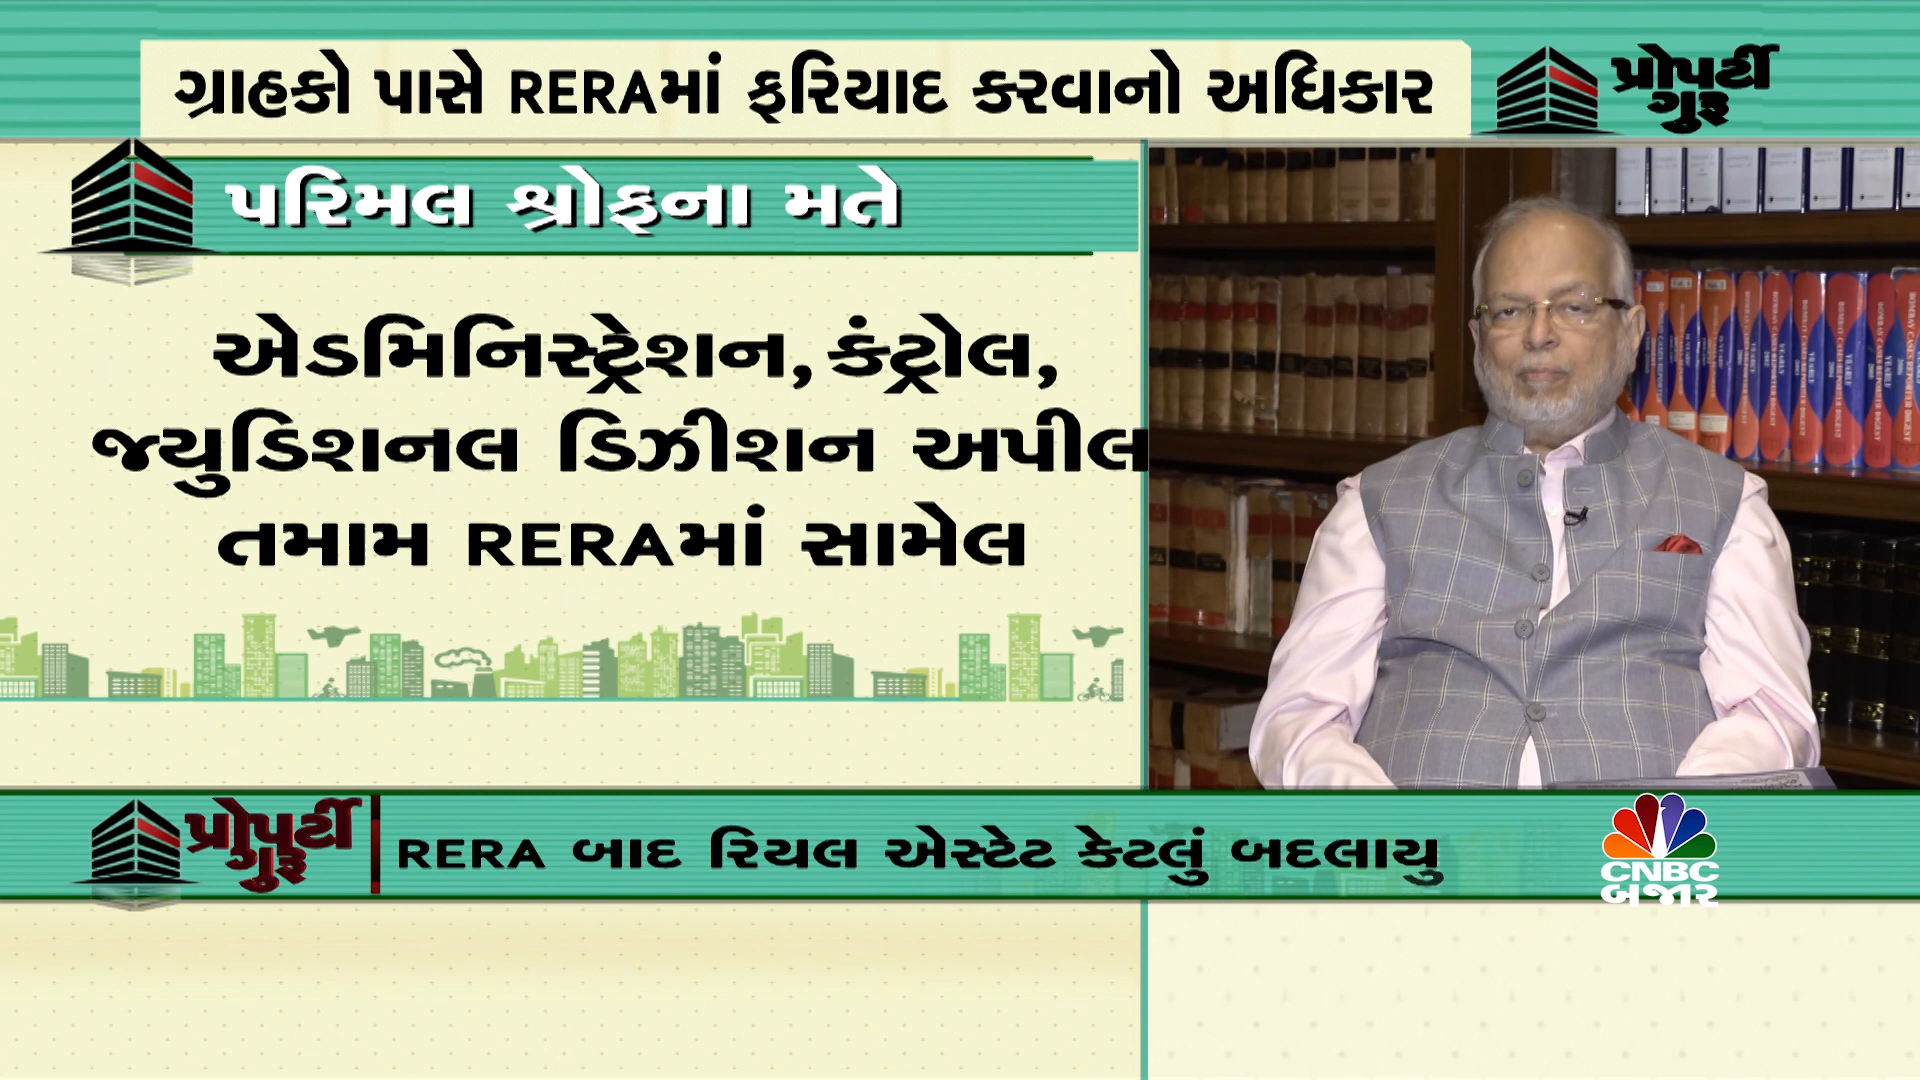 ગ્રાહકો પાસે RERAમાં ફરિયાદ કરવાનો અધિકાર
પ્રોપર્ટી
ગુરૂ
પરિમલ શ્રોફના મતે
એડમિનિસ્ટ્રેશન, કંટ્રોલ,
જ્યુડિશનલ ડિઝીશન અપીલ
તમામ RERAમાં સામેલ
પ્રોપર્ટી
ગુરૂ
RERA બાદ રિયલ એસ્ટેટ કેટલું બદલાયુ
CNBC
બજાર